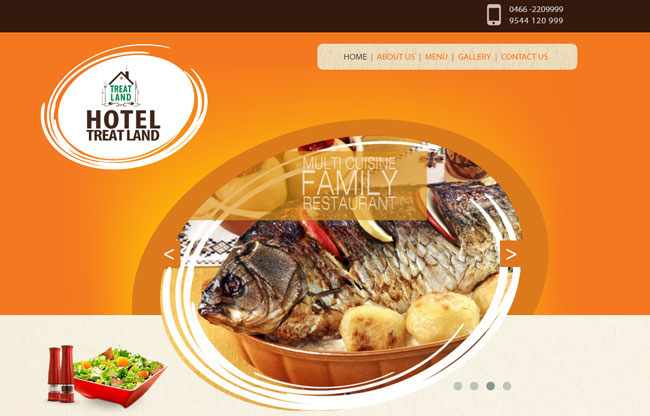 0466 -2209999
9544 120 999
HOME | ABOUT US | MENU | GALLERY | CONTACT US
TREAT
LAND
HOTEL
TREAT LAND
MULTI CUISINE
FAMILY
RESTAURANT
< >